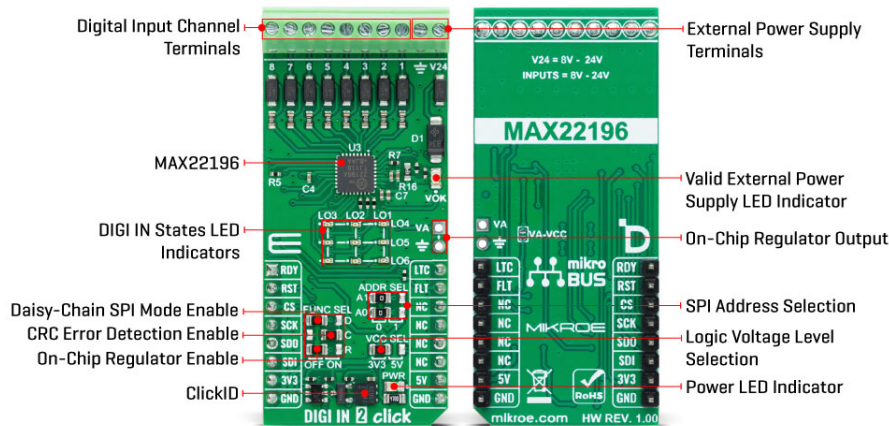 Digital Input Channel
Terminals
External Power Supply
Terminals
8 7 6 5 4 3 2 1 V24
V24 = 8V - 24V
INPUTS = 8V - 24V
MAX22196
U3
D1
R7
MAX22196
R5
C4
R16
C7
VOK
Valid External Power
Supply LED Indicator
DIGI IN States LED
Indicators
LO3 LO2 LO1
LO4
LO5
LO6
VA
VA
VA-VCC
On-Chip Regulator Output
RDY
RST
CS
SCK
SDO
SDI
3V3
GND
LTC
FLT
NC
NC
NC
NC
5V
GND
LTC
FLT
NC
NC
NC
NC
5V
GND
mikro
BUS
MIKROE
RoHS
RDY
RST
CS
SCK
SDO
SDI
3V3
GND
ADDR SEL
A1
A0
0 1
SPI Address Selection
Daisy-Chain SPI Mode Enable
CRC Error Detection Enable
On-Chip Regulator Enable
FUNC SEL
D
C
R
OFF ON
VCC SEL
3V3 5V
Logic Voltage Level
Selection
ClickID
PWR
Power LED Indicator
DIGI IN 2 click
mikroe.com
HW REV. 1.00